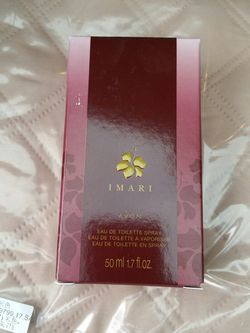 IMARI
AVON
EAU DE TOILETTE SPRAY
EAU DE TOILETTE À VAPORISER
EAU DE TOILETTE EN SPRAY
50 ml 1.7 fl.oz.